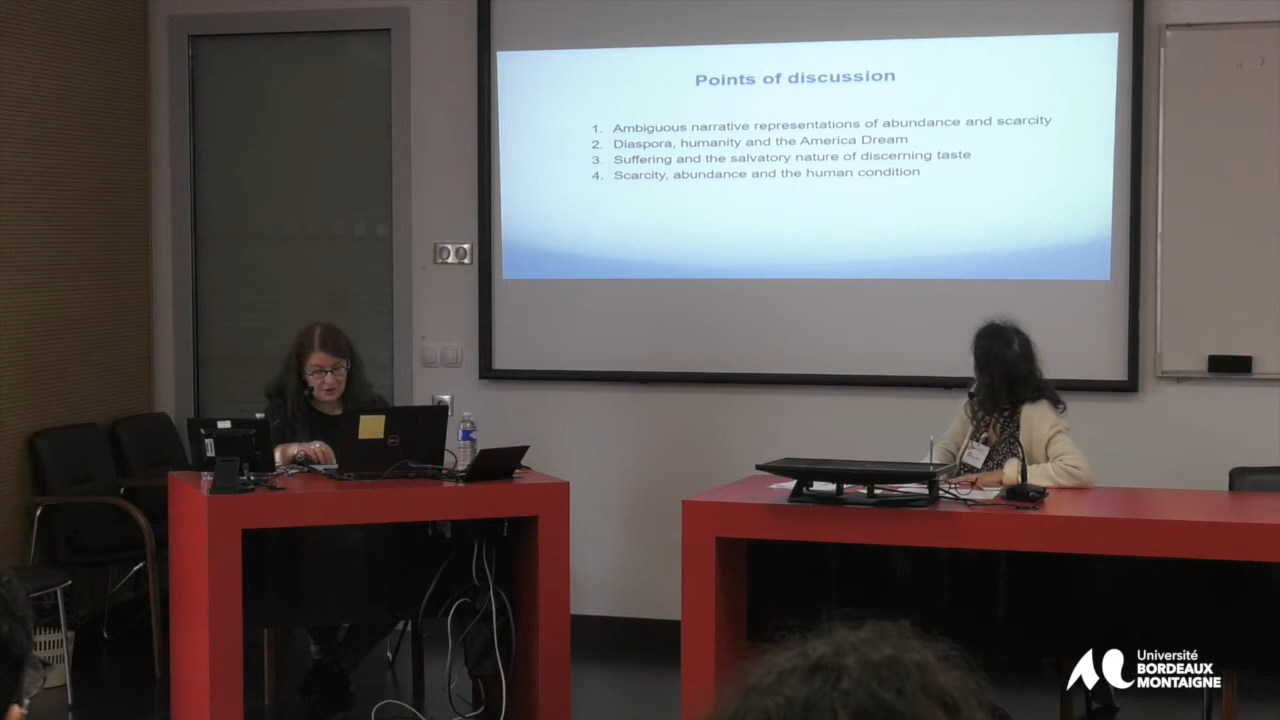 Points of discussion
1. Ambiguous narrative representations of abundance and scarcity
2. Diaspora, humanity and the America Dream
3. Suffering and the salvatory nature of discerning taste
4. Scarcity, abundance and the human condition
DELL
Université
BORDEAUX
MONTAIGNE